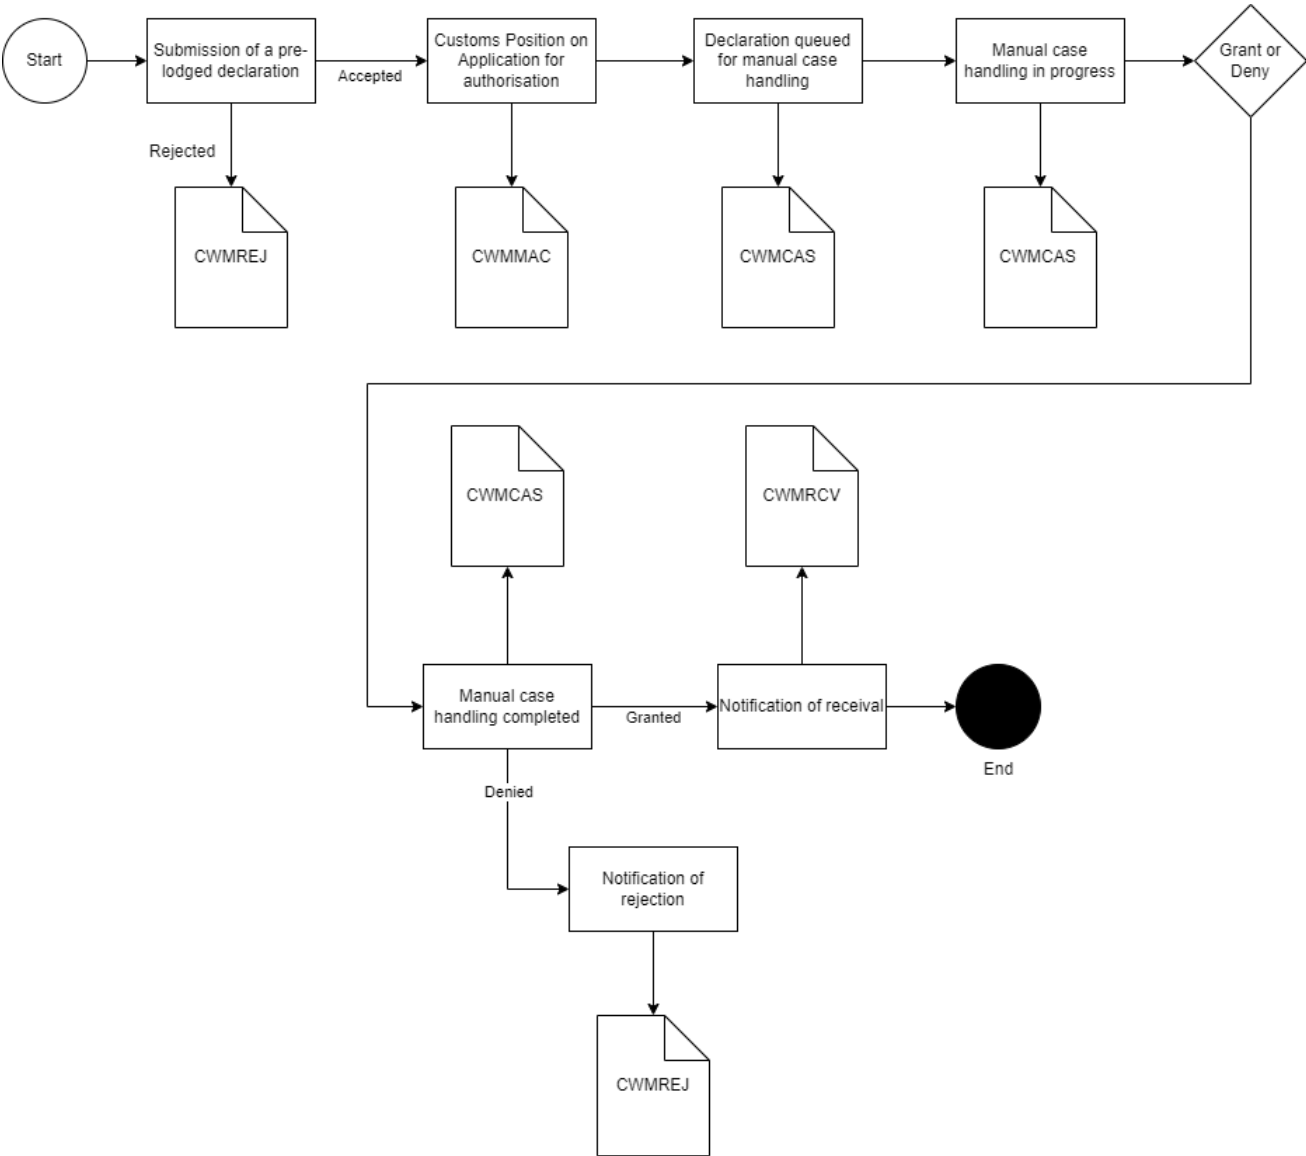 Start
Submission of a pre-
lodged declaration
Accepted
Customs Position on
Application for
authorisation
Declaration queued
for manual case
handling
Manual case
handling in progress
Grant or
Deny
Rejected
CWMREJ
CWMMAC
CWMCAS
CWMCAS
CWMCAS
CWMRCV
Manual case
handling completed
Granted
Notification of receival
End
Denied
Notification of
rejection
CWMREJ